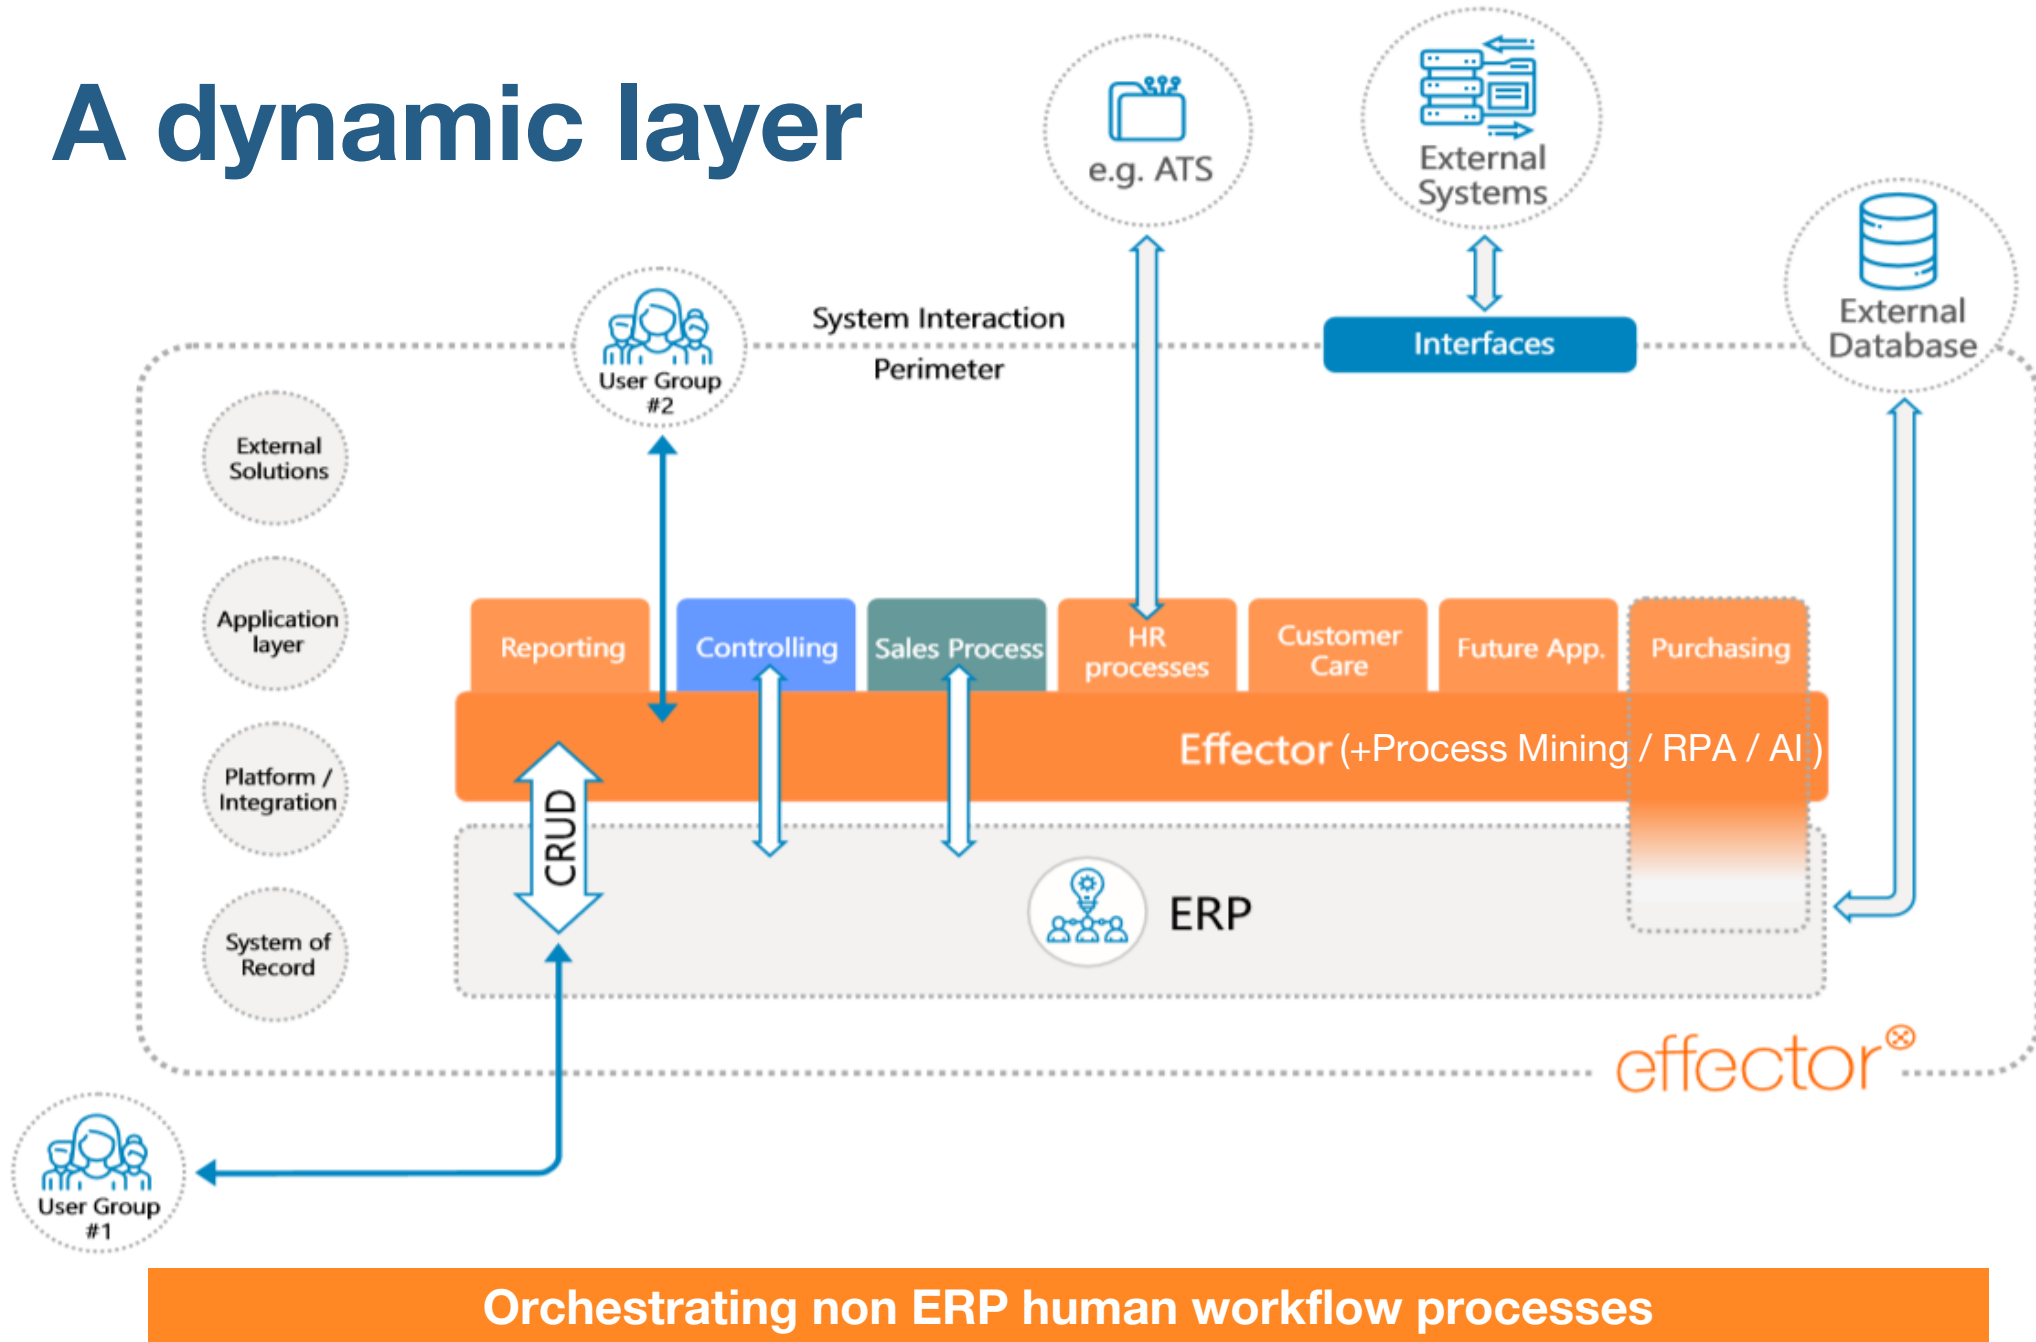 A dynamic layer
e.g. ATS
External
Systems
External
Database
System Interaction
Perimeter
Interfaces
User Group
#2
External
Solutions
Application
layer
Platform /
Integration
System of
Record
Reporting
Controlling
Sales Process
HR
processes
Customer
Care
Future App.
Purchasing
Effector (+Process Mining / RPA / AI )
CRUD
ERP
effector
User Group
#1
Orchestrating non ERP human workflow processes